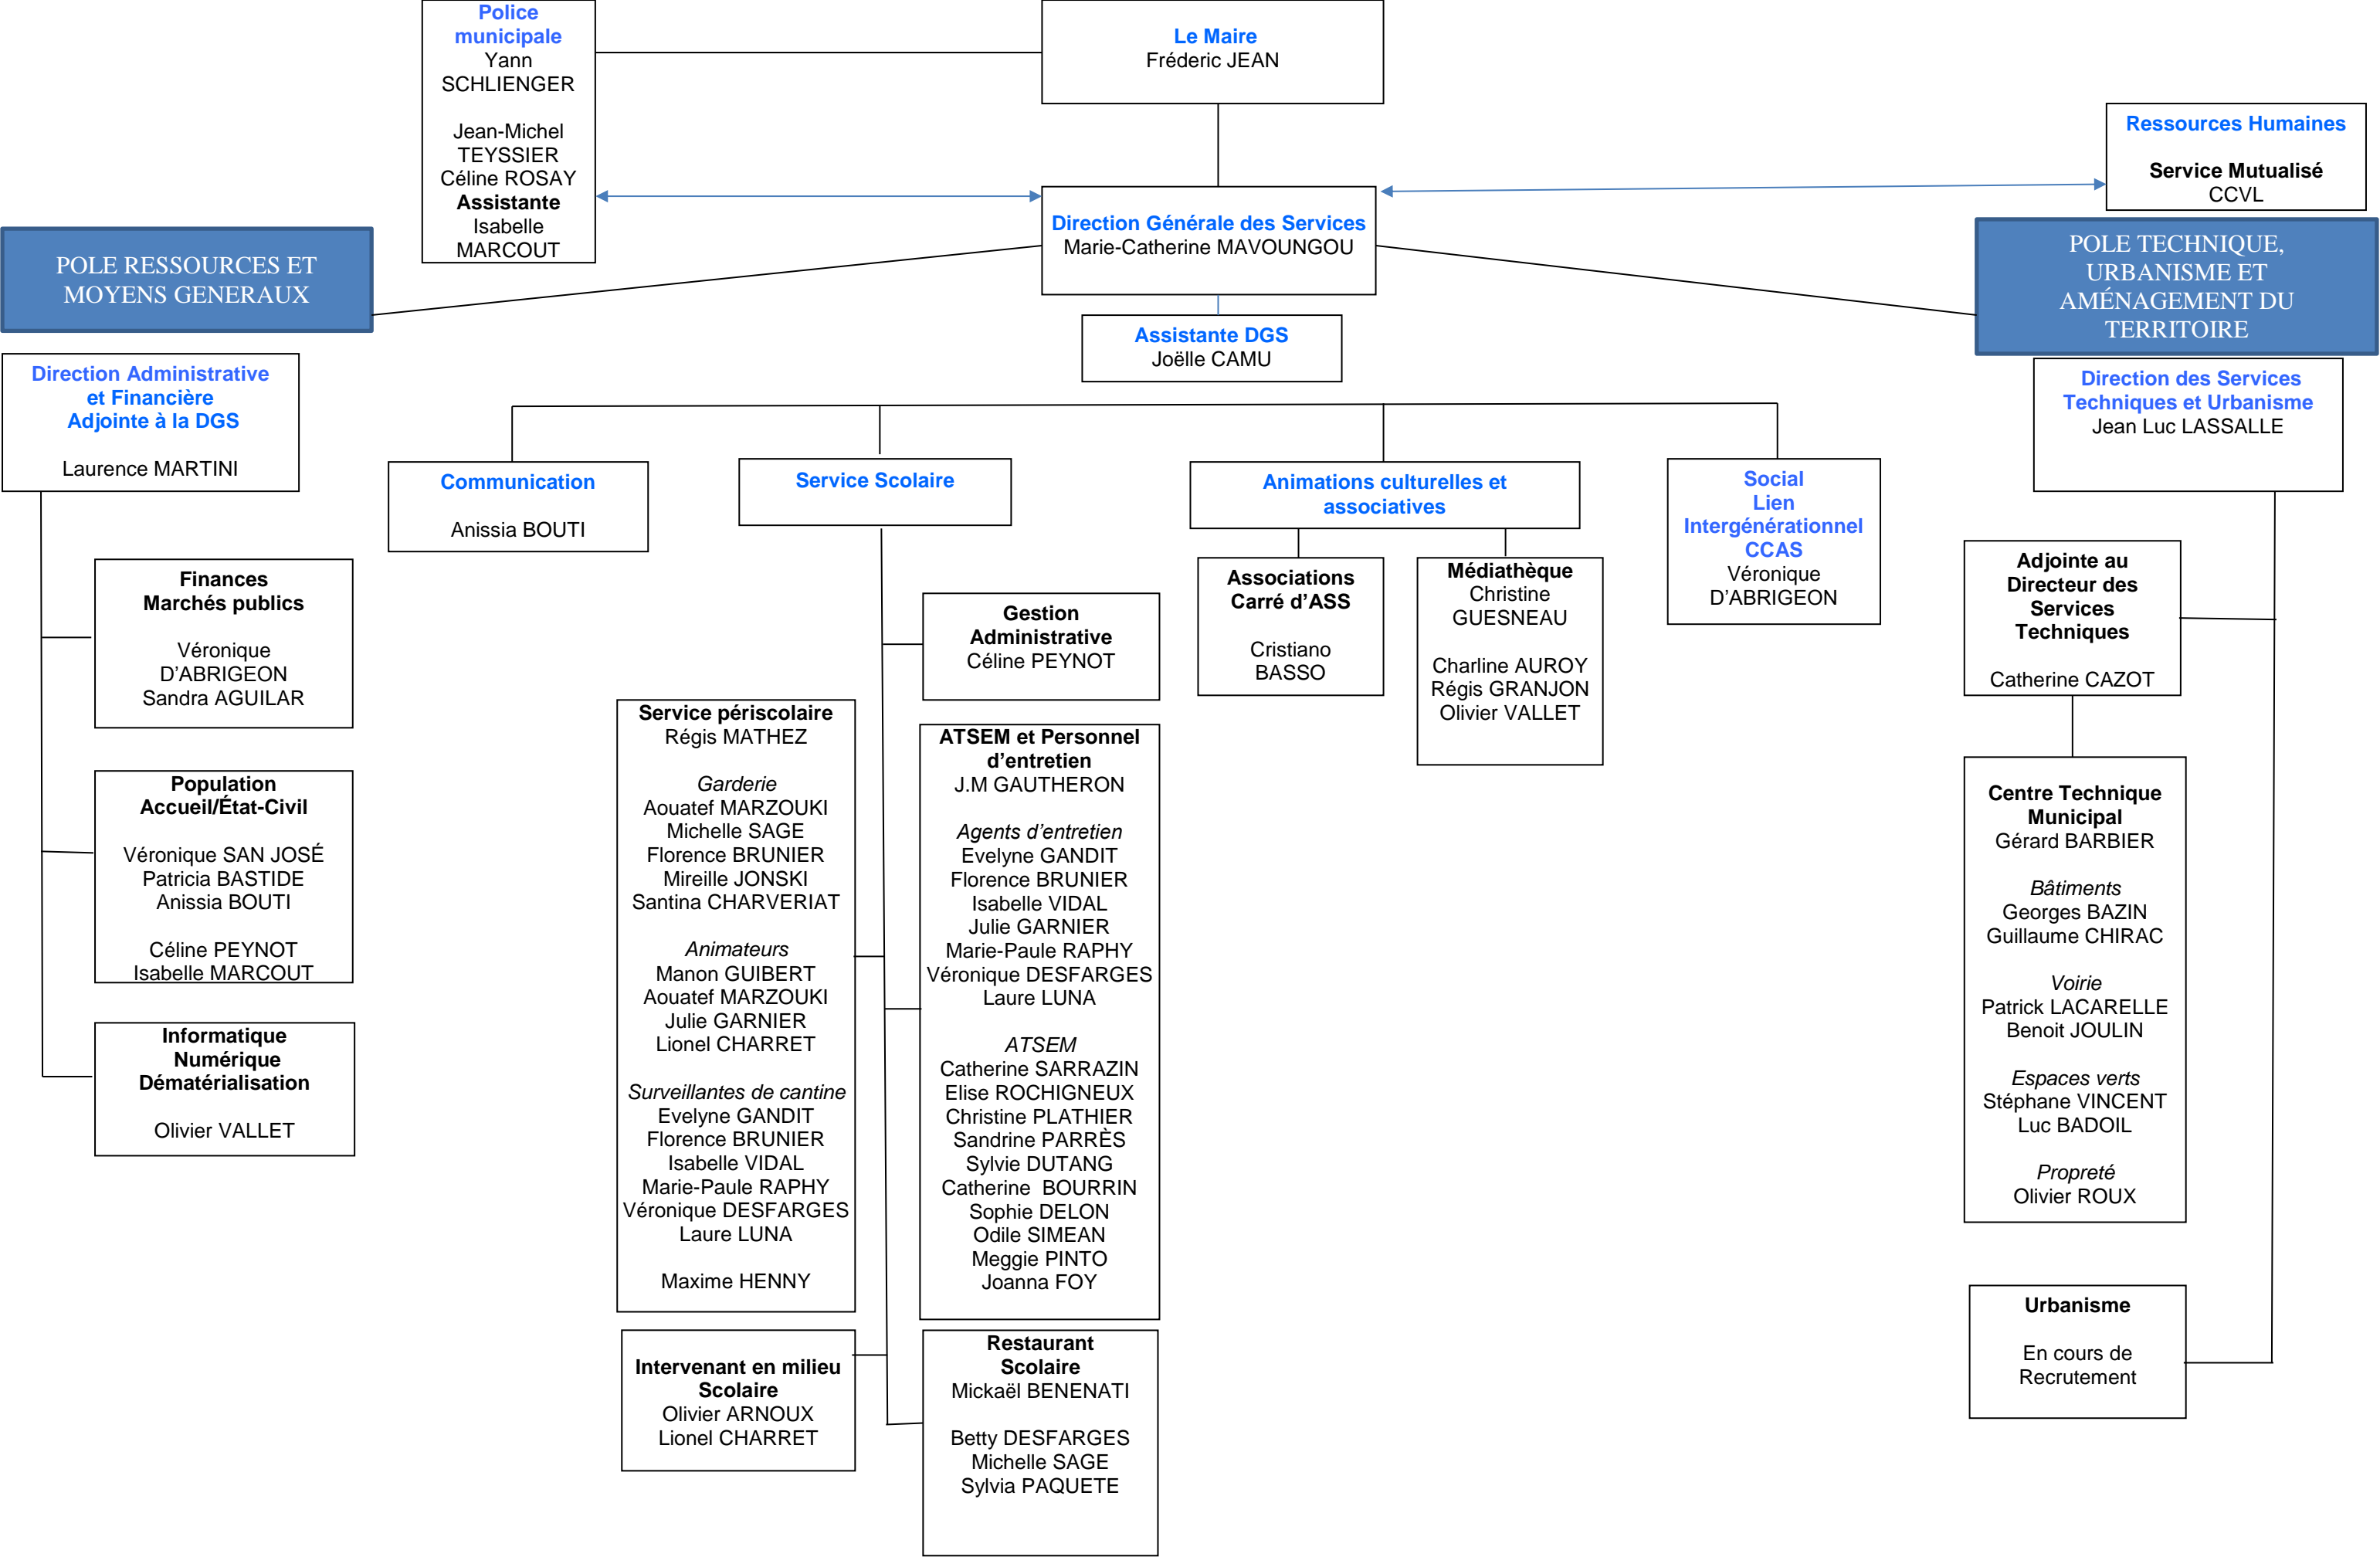 Police
municipale
Yann
SCHLIENGER
Jean-Michel
TEYSSIER
Céline ROSAY
Assistante
Isabelle
MARCOUT
Le Maire
Fréderic JEAN
Ressources Humaines
Service Mutualisé
CCVL
Direction Générale des Services
Marie-Catherine MAVOUNGOU
POLE RESSOURCES ET
MOYENS GENERAUX
POLE TECHNIQUE,
URBANISME ET
AMÉNAGEMENT DU
TERRITOIRE
Assistante DGS
Joëlle CAMU
Direction Administrative
et Financière
Adjointe à la DGS
Laurence MARTINI
Direction des Services
Techniques et Urbanisme
Jean Luc LASSALLE
Communication
Anissia BOUTI
Service Scolaire
Animations culturelles et
associatives
Social
Lien
Intergénérationnel
CCAS
Véronique
D'ABRIGEON
Finances
Marchés publics
Véronique
D'ABRIGEON
Sandra AGUILAR
Population
Accueil/État-Civil
Véronique SAN JOSÉ
Patricia BASTIDE
Anissia BOUTI
Céline PEYNOT
Isabelle MARCOUT
Informatique
Numérique
Dématérialisation
Olivier VALLET
Service périscolaire
Régis MATHEZ
Garderie
Aouatef MARZOUKI
Michelle SAGE
Florence BRUNIER
Mireille JONSKI
Santina CHARVERIAT
Animateurs
Manon GUIBERT
Aouatef MARZOUKI
Julie GARNIER
Lionel CHARRET
Surveillantes de cantine
Evelyne GANDIT
Florence BRUNIER
Isabelle VIDAL
Marie-Paule RAPHY
Véronique DESFARGES
Laure LUNA
Maxime HENNY
Intervenant en milieu
Scolaire
Olivier ARNOUX
Lionel CHARRET
Gestion
Administrative
Céline PEYNOT
ATSEM et Personnel
d'entretien
J.M GAUTHERON
Agents d'entretien
Evelyne GANDIT
Florence BRUNIER
Isabelle VIDAL
Julie GARNIER
Marie-Paule RAPHY
Véronique DESFARGES
Laure LUNA
ATSEM
Catherine SARRAZIN
Elise ROCHIGNEUX
Christine PLATHIER
Sandrine PARRÈS
Sylvie DUTANG
Catherine BOURRIN
Sophie DELON
Odile SIMEAN
Meggie PINTO
Joanna FOY
Restaurant
Scolaire
Mickaël BENENATI
Betty DESFARGES
Michelle SAGE
Sylvia PAQUETE
Associations
Carré d'ASS
Cristiano
BASSO
Médiathèque
Christine
GUESNEAU
Charline AUROY
Régis GRANJON
Olivier VALLET
Adjointe au
Directeur des
Services
Techniques
Catherine CAZOT
Centre Technique
Municipal
Gérard BARBIER
Bâtiments
Georges BAZIN
Guillaume CHIRAC
Voirie
Patrick LACARELLE
Benoit JOULIN
Espaces verts
Stéphane VINCENT
Luc BADOIL
Propreté
Olivier ROUX
Urbanisme
En cours de
Recrutement